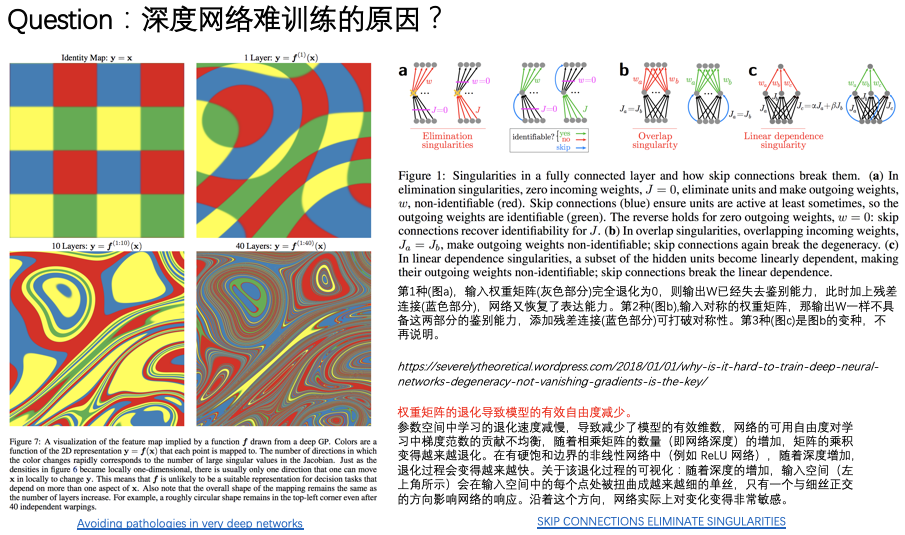 Question：深度网络难训练的原因？
Identity Map: y = x
1 Layer: y = f^(1)(x)
10 Layers: y = f^(1:10)(x)
40 Layers: y = f^(1:40)(x)
Figure 7: A visualization of the feature map implied by a function f drawn from a deep GP. Colors are a
function of the 2D representation y = f(x) that each point is mapped to. The number of directions in which
the color changes rapidly corresponds to the number of large singular values in the Jacobian. Just as the
densities in figure 6 became locally one-dimensional, there is usually only one direction that one can move
x in locally to change y. This means that f is unlikely to be a suitable representation for decision tasks that
depend on more than one aspect of x. Also note that the overall shape of the mapping remains the same as
the number of layers increase. For example, a roughly circular shape remains in the top-left corner even after
40 independent warpings.
Avoiding pathologies in very deep networks
a
w
w=0
w
w=0
J=0
J
J=0
J
Elimination
singularities
identifiable?
yes
no
skip
b
w_a
w_b
w_a
w_b
J_a=J_b
J_a=J_b
Overlap
singularity
c
J_c=αJ_a+βJ_b
Linear dependence
singularity
Figure 1: Singularities in a fully connected layer and how skip connections break them. (a) In
elimination singularities, zero incoming weights, J = 0, eliminate units and make outgoing weights,
w, non-identifiable (red). Skip connections (blue) ensure units are active at least sometimes, so the
outgoing weights are identifiable (green). The reverse holds for zero outgoing weights, w = 0: skip
connections recover identifiability for J. (b) In overlap singularities, overlapping incoming weights,
J_a = J_b, make outgoing weights non-identifiable; skip connections again break the degeneracy. (c)
In linear dependence singularities, a subset of the hidden units become linearly dependent, making
their outgoing weights non-identifiable; skip connections break the linear dependence.
第1种(图a)，输入权重矩阵(灰色部分)完全退化为0，则输出W已经失去鉴别能力，此时加上残差
连接(蓝色部分)，网络又恢复了表达能力。第2种(图b),输入对称的权重矩阵，那输出W一样不具
备这两部分的鉴别能力，添加残差连接(蓝色部分)可打破对称性。第3种(图c)是图b的变种，不
再说明。
https://severelytheoretical.wordpress.com/2018/01/01/why-is-it-hard-to-train-deep-neural-
networks-degeneracy-not-vanishing-gradients-is-the-key/
权重矩阵的退化导致模型的有效自由度减少。
参数空间中学习的退化速度减慢，导致减少了模型的有效维数，网络的可用自由度对学
习中梯度范数的贡献不均衡，随着相乘矩阵的数量（即网络深度）的增加，矩阵的乘积
变得越来越退化。在有硬饱和边界的非线性网络中（例如 ReLU 网络），随着深度增加,
退化过程会变得越来越快。关于该退化过程的可视化：随着深度的增加，输入空间（左
上角所示）会在输入空间中的每个点处被扭曲成越来越细的单丝，只有一个与细丝正交
的方向影响网络的响应。沿着这个方向，网络实际上对变化变得非常敏感。
SKIP CONNECTIONS ELIMINATE SINGULARITIES